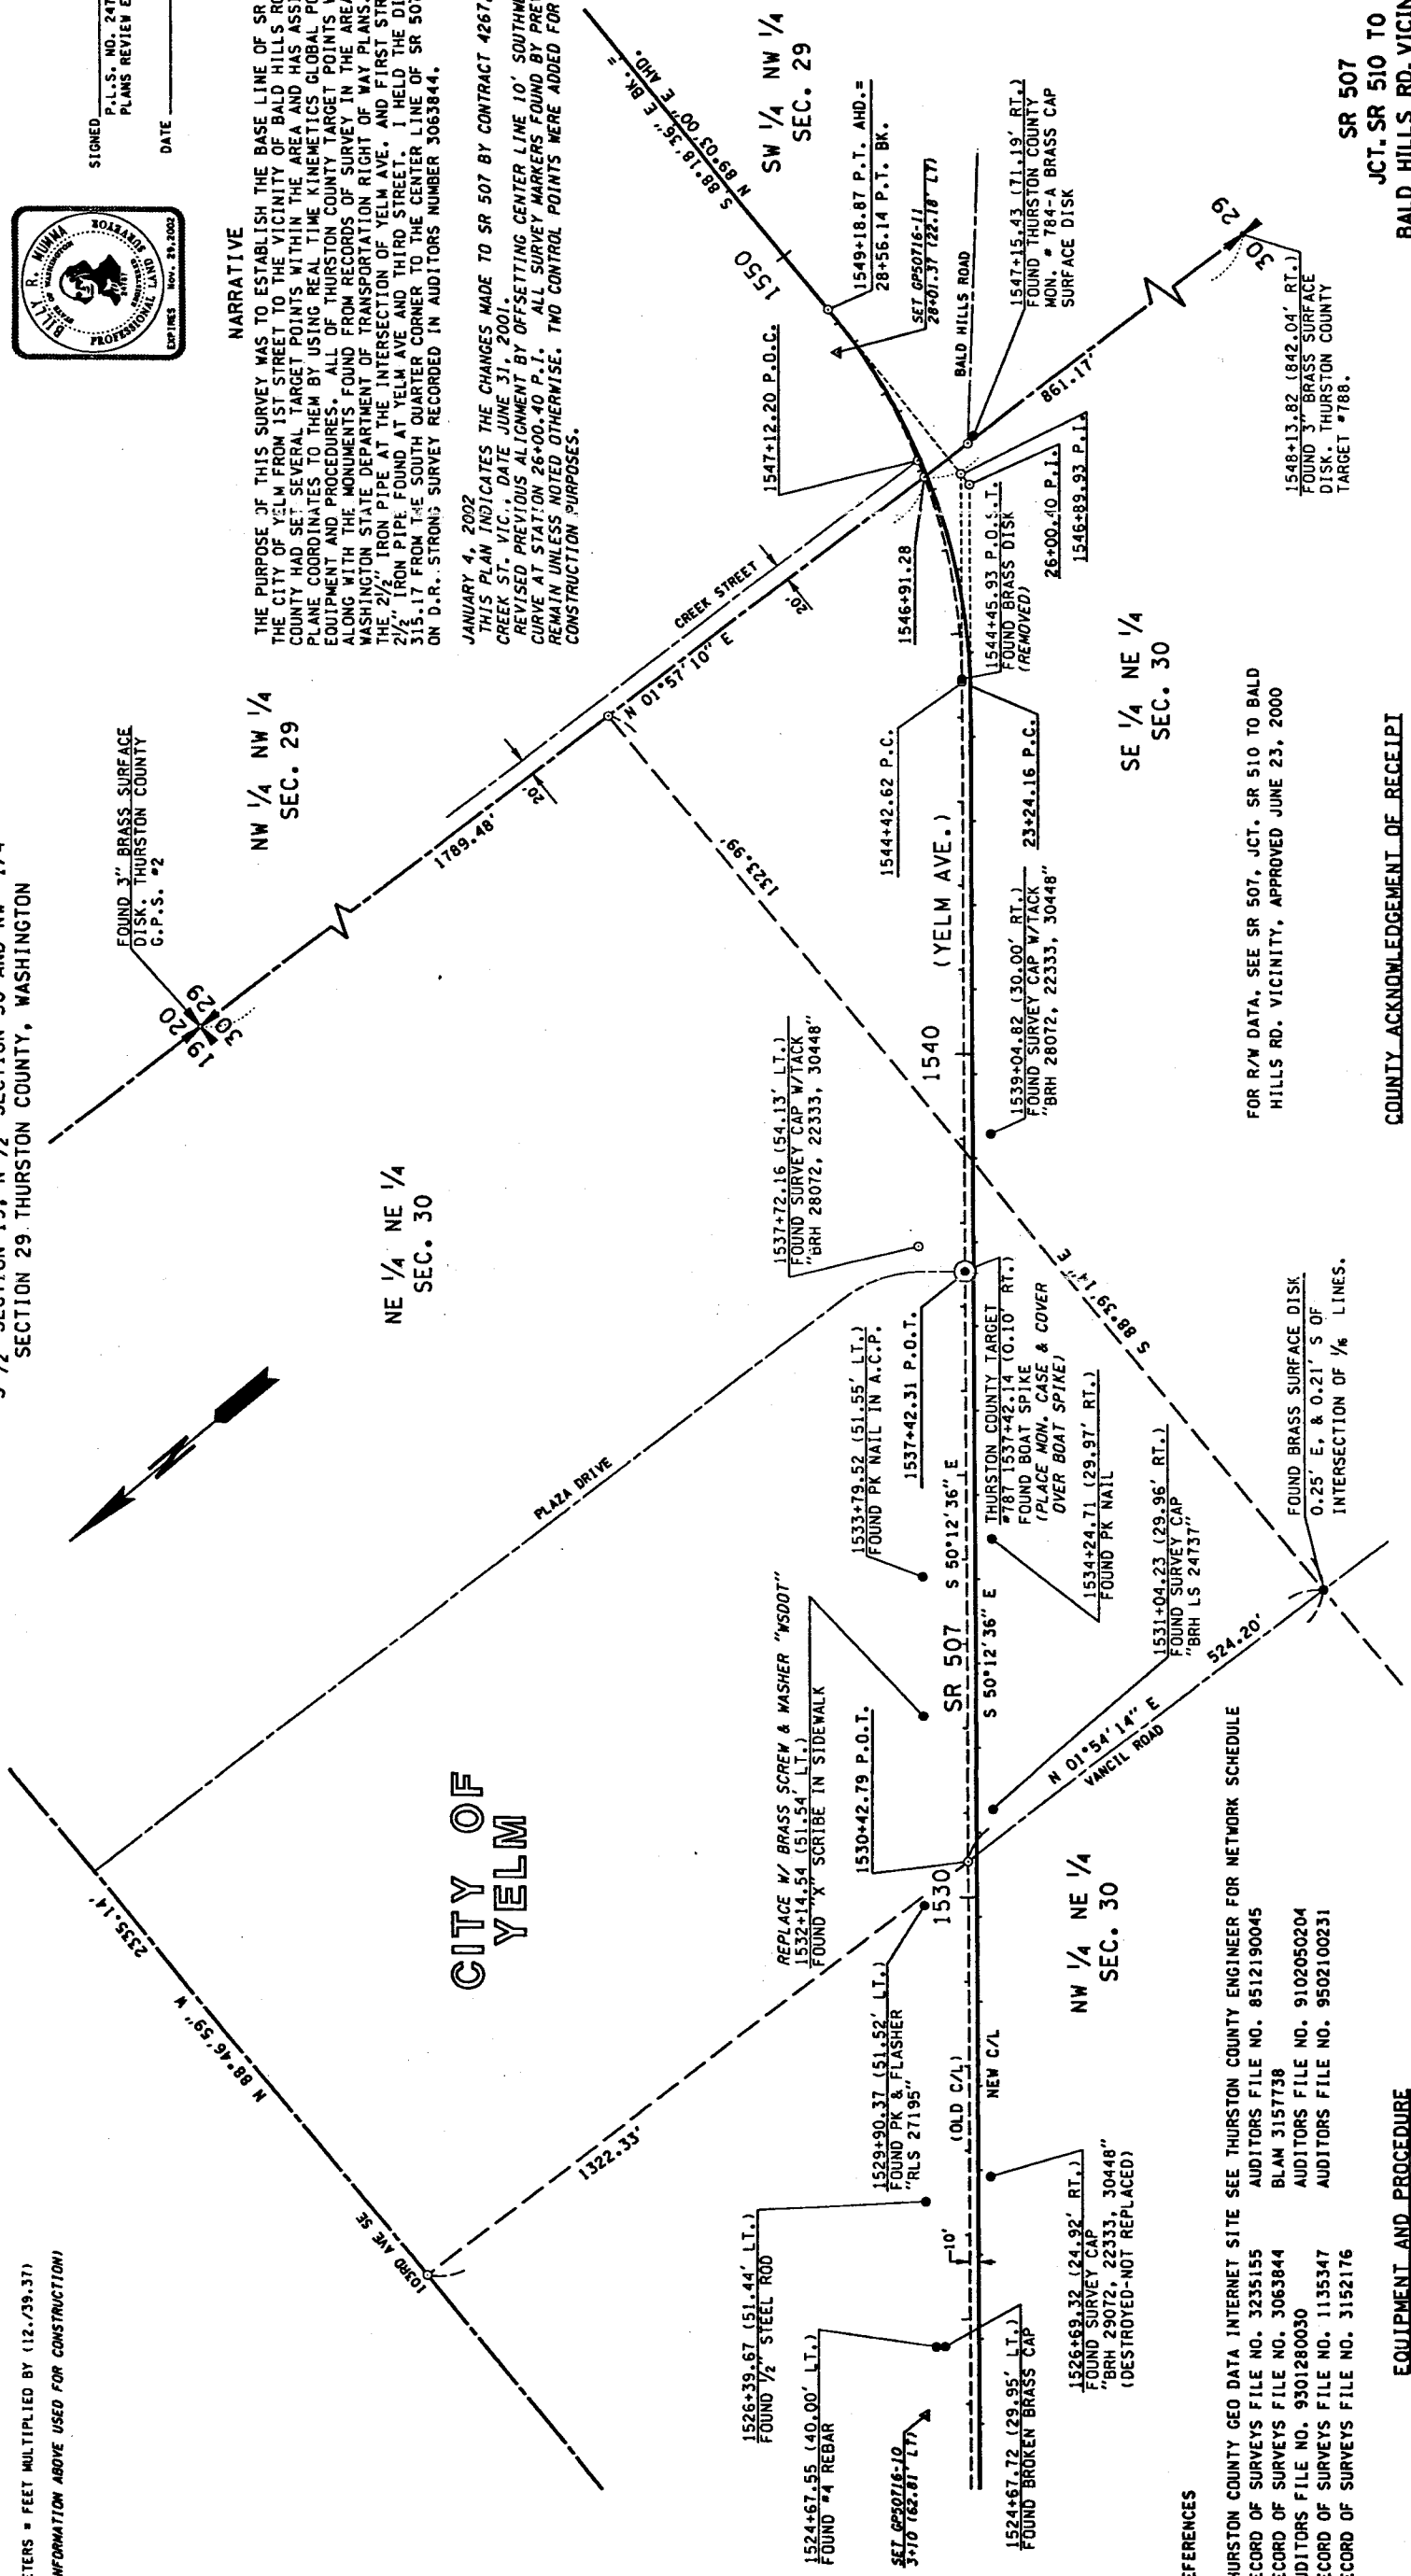 S 1/2 SECTION 19, N 1/2 SECTION 30 AND NW 1/4
SECTION 29 THURSTON COUNTY, WASHINGTON
METERS = FEET MULTIPLIED BY (12./39.37)
INFORMATION ABOVE USED FOR CONSTRUCTION)
SIGNED
P.L.S. NO. 247
PLANS REVIEW E
DATE
BILLY R. MUMMA
STATE OF WASHINGTON
REGISTERED
PROFESSIONAL LAND SURVEYOR
EXPIRES NOV. 29, 2002
NARRATIVE
THE PURPOSE OF THIS SURVEY WAS TO ESTABLISH THE BASE LINE OF SR
THE CITY OF YELM FROM 1ST STREET TO THE VICINITY OF BALD HILLS RO
COUNTY HAD SET SEVERAL TARGET POINTS WITHIN THE AREA AND HAS ASSI
PLANE COORDINATES TO THEM BY USING REAL TIME KINEMETICS GLOBAL PO
EQUIPMENT AND PROCEDURES. ALL OF THURSTON COUNTY TARGET POINTS W
ALONG WITH THE MONUMENTS FOUND FROM RECORDS OF SURVEY IN THE AREA
WASHINGTON STATE DEPARTMENT OF TRANSPORTATION RIGHT OF WAY PLANS.
THE 2 1/2" IRON PIPE AT THE INTERSECTION OF YELM AVE. AND FIRST STR
2 1/2" IRON PIPE FOUND AT YELM AVE AND THIRD STREET. I HELD THE DI
315.17 FROM THE SOUTH QUARTER CORNER TO THE CENTER LINE OF SR 507
ON D.R. STRONG SURVEY RECORDED IN AUDITORS NUMBER 3063844.
JANUARY 4, 2002
THIS PLAN INDICATES THE CHANGES MADE TO SR 507 BY CONTRACT 4267,
CREEK ST. VIC., DATE JUNE 31, 2001.
REVISED PREVIOUS ALIGNMENT BY OFFSETTING CENTER LINE 10' SOUTHWE
CURVE AT STATION 26+00.40 P.I. ALL SURVEY MARKERS FOUND BY PREV
REMAIN UNLESS NOTED OTHERWISE. TWO CONTROL POINTS WERE ADDED FOR
CONSTRUCTION PURPOSES.
FOUND 3" BRASS SURFACE
DISK. THURSTON COUNTY
G.P.S. #2
19 20
30 29
NW 1/4 NW 1/4
SEC. 29
NE 1/4 NE 1/4
SEC. 30
SW 1/4 NW 1/4
SEC. 29
SE 1/4 NE 1/4
SEC. 30
NW 1/4 NE 1/4
SEC. 30
N
CITY OF
YELM
N 88°46'59" W
2335.14'
103RD AVE SE
1322.33'
PLAZA DRIVE
1789.48'
N 01°57'10" E
CREEK STREET
20'
20'
1323.99'
S 88°39'14" E
S 88°18'36" E BK. =
N 89°03'00" E AHD.
1550
1549+18.87 P.T. AHD.=
28+56.14 P.T. BK.
SET GP50716-11
28+01.37 (22.18' LT)
BALD HILLS ROAD
1547+15.43 (71.19' RT.)
FOUND THURSTON COUNTY
MON. # 784-A BRASS CAP
SURFACE DISK
1547+12.20 P.O.C.
861.17'
29
30
1548+13.82 (842.04' RT.)
FOUND 3" BRASS SURFACE
DISK. THURSTON COUNTY
TARGET #788.
1546+91.28
1544+45.93 P.O.S.T.
FOUND BRASS DISK
(REMOVED)
26+00.40 P.I.
1546+89.93 P.I.
1544+42.62 P.C.
23+24.16 P.C.
(YELM AVE.)
1540
1539+04.82 (30.00' RT.)
FOUND SURVEY CAP W/TACK
"BRH 28072, 22333, 30448"
1537+72.16 (54.13' LT.)
FOUND SURVEY CAP W/TACK
"BRH 28072, 22333, 30448"
1533+79.52 (51.55' LT.)
FOUND PK NAIL IN A.C.P.
1537+42.31 P.O.T.
THURSTON COUNTY TARGET
#787 1537+42.14 (0.10' RT.)
FOUND BOAT SPIKE
(PLACE MON. CASE & COVER
OVER BOAT SPIKE)
1534+24.71 (29.97' RT.)
FOUND PK NAIL
SR 507
S 50°12'36" E
S 50°12'36" E
1531+04.23 (29.96' RT.)
FOUND SURVEY CAP
"BRH LS 24737"
FOUND BRASS SURFACE DISK
0.25' E, & 0.21' S OF
INTERSECTION OF 1/16 LINES.
524.20'
N 01°54'14" E
VANCIL ROAD
REPLACE W/ BRASS SCREW & WASHER "WSDOT"
1532+14.54 (51.54' LT.)
FOUND "X" SCRIBE IN SIDEWALK
1530+42.79 P.O.T.
1530
1529+90.37 (51.52' LT.)
FOUND PK & FLASHER
"RLS 27195"
(OLD C/L)
NEW C/L
10'
1526+39.67 (51.44' LT.)
FOUND 1/2" STEEL ROD
1524+67.55 (40.00' LT.)
FOUND #4 REBAR
SET GP50716-10
3+10 (62.81' LT)
1524+67.72 (29.95' LT.)
FOUND BROKEN BRASS CAP
1526+69.32 (24.92' RT.)
FOUND SURVEY CAP
"BRH 29072, 22333, 30448"
(DESTROYED-NOT REPLACED)
FOR R/W DATA, SEE SR 507, JCT. SR 510 TO BALD
HILLS RD. VICINITY, APPROVED JUNE 23, 2000
EFERENCES
HURSTON COUNTY GEO DATA INTERNET SITE SEE THURSTON COUNTY ENGINEER FOR NETWORK SCHEDULE
ECORD OF SURVEYS FILE NO. 3235155 AUDITORS FILE NO. 8512190045
ECORD OF SURVEYS FILE NO. 3063844 BLAM 3157738
UDITORS FILE NO. 9301280030 AUDITORS FILE NO. 9102050204
ECORD OF SURVEYS FILE NO. 1135347 AUDITORS FILE NO. 9502100231
ECORD OF SURVEYS FILE NO. 3152176
EQUIPMENT AND PROCEDURE
COUNTY ACKNOWLEDGEMENT OF RECEIPT
SR 507
JCT. SR 510 TO
BALD HILLS RD. VICIN